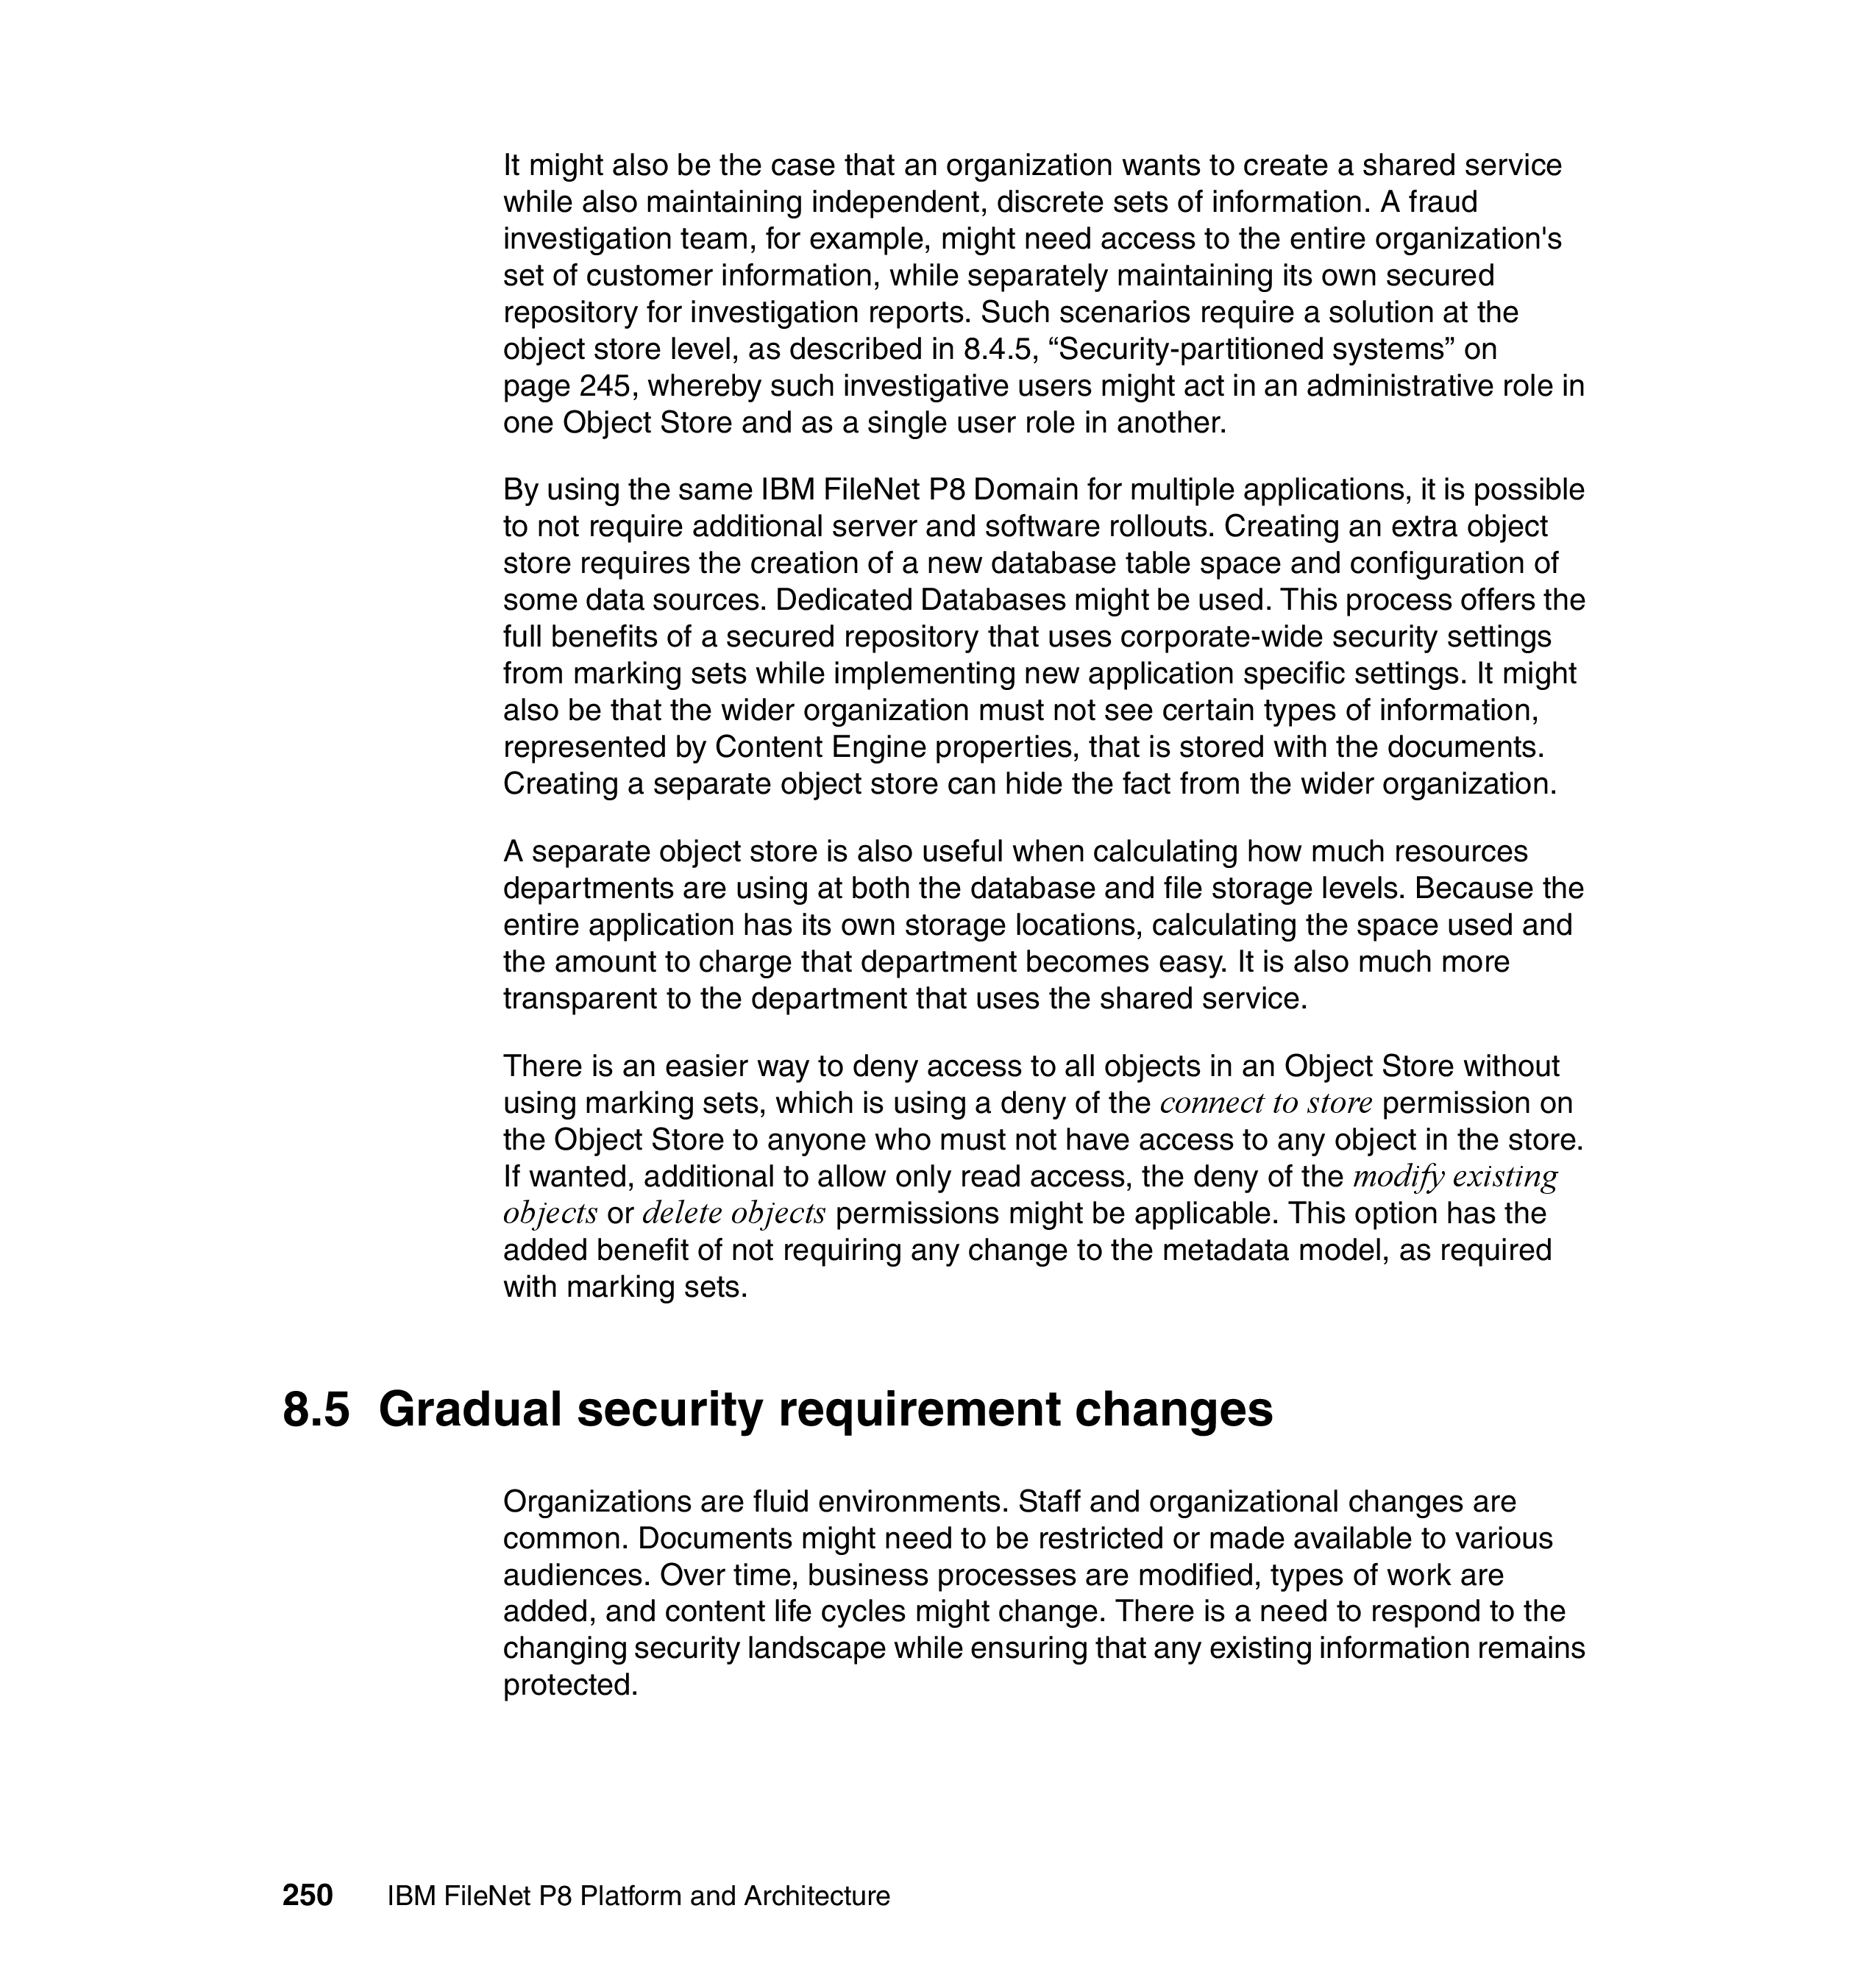 It might also be the case that an organization wants to create a shared service
while also maintaining independent, discrete sets of information. A fraud
investigation team, for example, might need access to the entire organization's
set of customer information, while separately maintaining its own secured
repository for investigation reports. Such scenarios require a solution at the
object store level, as described in 8.4.5, “Security-partitioned systems” on
page 245, whereby such investigative users might act in an administrative role in
one Object Store and as a single user role in another.
By using the same IBM FileNet P8 Domain for multiple applications, it is possible
to not require additional server and software rollouts. Creating an extra object
store requires the creation of a new database table space and configuration of
some data sources. Dedicated Databases might be used. This process offers the
full benefits of a secured repository that uses corporate-wide security settings
from marking sets while implementing new application specific settings. It might
also be that the wider organization must not see certain types of information,
represented by Content Engine properties, that is stored with the documents.
Creating a separate object store can hide the fact from the wider organization.
A separate object store is also useful when calculating how much resources
departments are using at both the database and file storage levels. Because the
entire application has its own storage locations, calculating the space used and
the amount to charge that department becomes easy. It is also much more
transparent to the department that uses the shared service.
There is an easier way to deny access to all objects in an Object Store without
using marking sets, which is using a deny of the connect to store permission on
the Object Store to anyone who must not have access to any object in the store.
If wanted, additional to allow only read access, the deny of the modify existing
objects or delete objects permissions might be applicable. This option has the
added benefit of not requiring any change to the metadata model, as required
with marking sets.
8.5 Gradual security requirement changes
Organizations are fluid environments. Staff and organizational changes are
common. Documents might need to be restricted or made available to various
audiences. Over time, business processes are modified, types of work are
added, and content life cycles might change. There is a need to respond to the
changing security landscape while ensuring that any existing information remains
protected.
250 IBM FileNet P8 Platform and Architecture